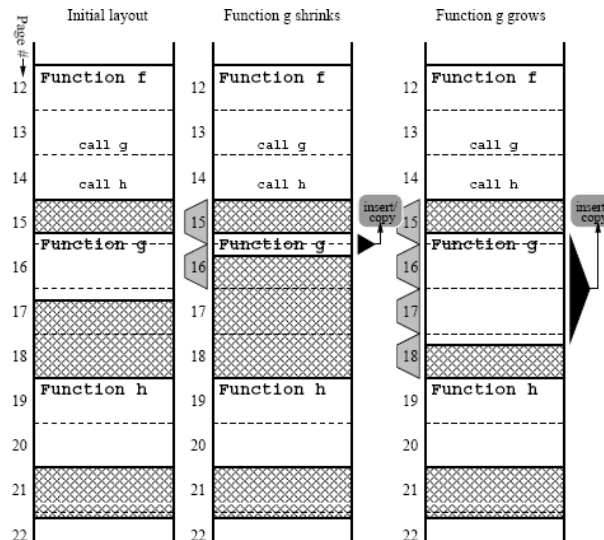 Initial layout
Function g shrinks
Function g grows
Page #
12
Function f
13
call g
14
call h
15
Function g
16
17
18
19
Function h
20
21
22
12
Function f
13
call g
14
call h
15
insert/
copy
Function g
16
17
18
19
Function h
20
21
22
12
Function f
13
call g
14
call h
15
insert
copy
Function g
16
17
18
19
Function h
20
21
22